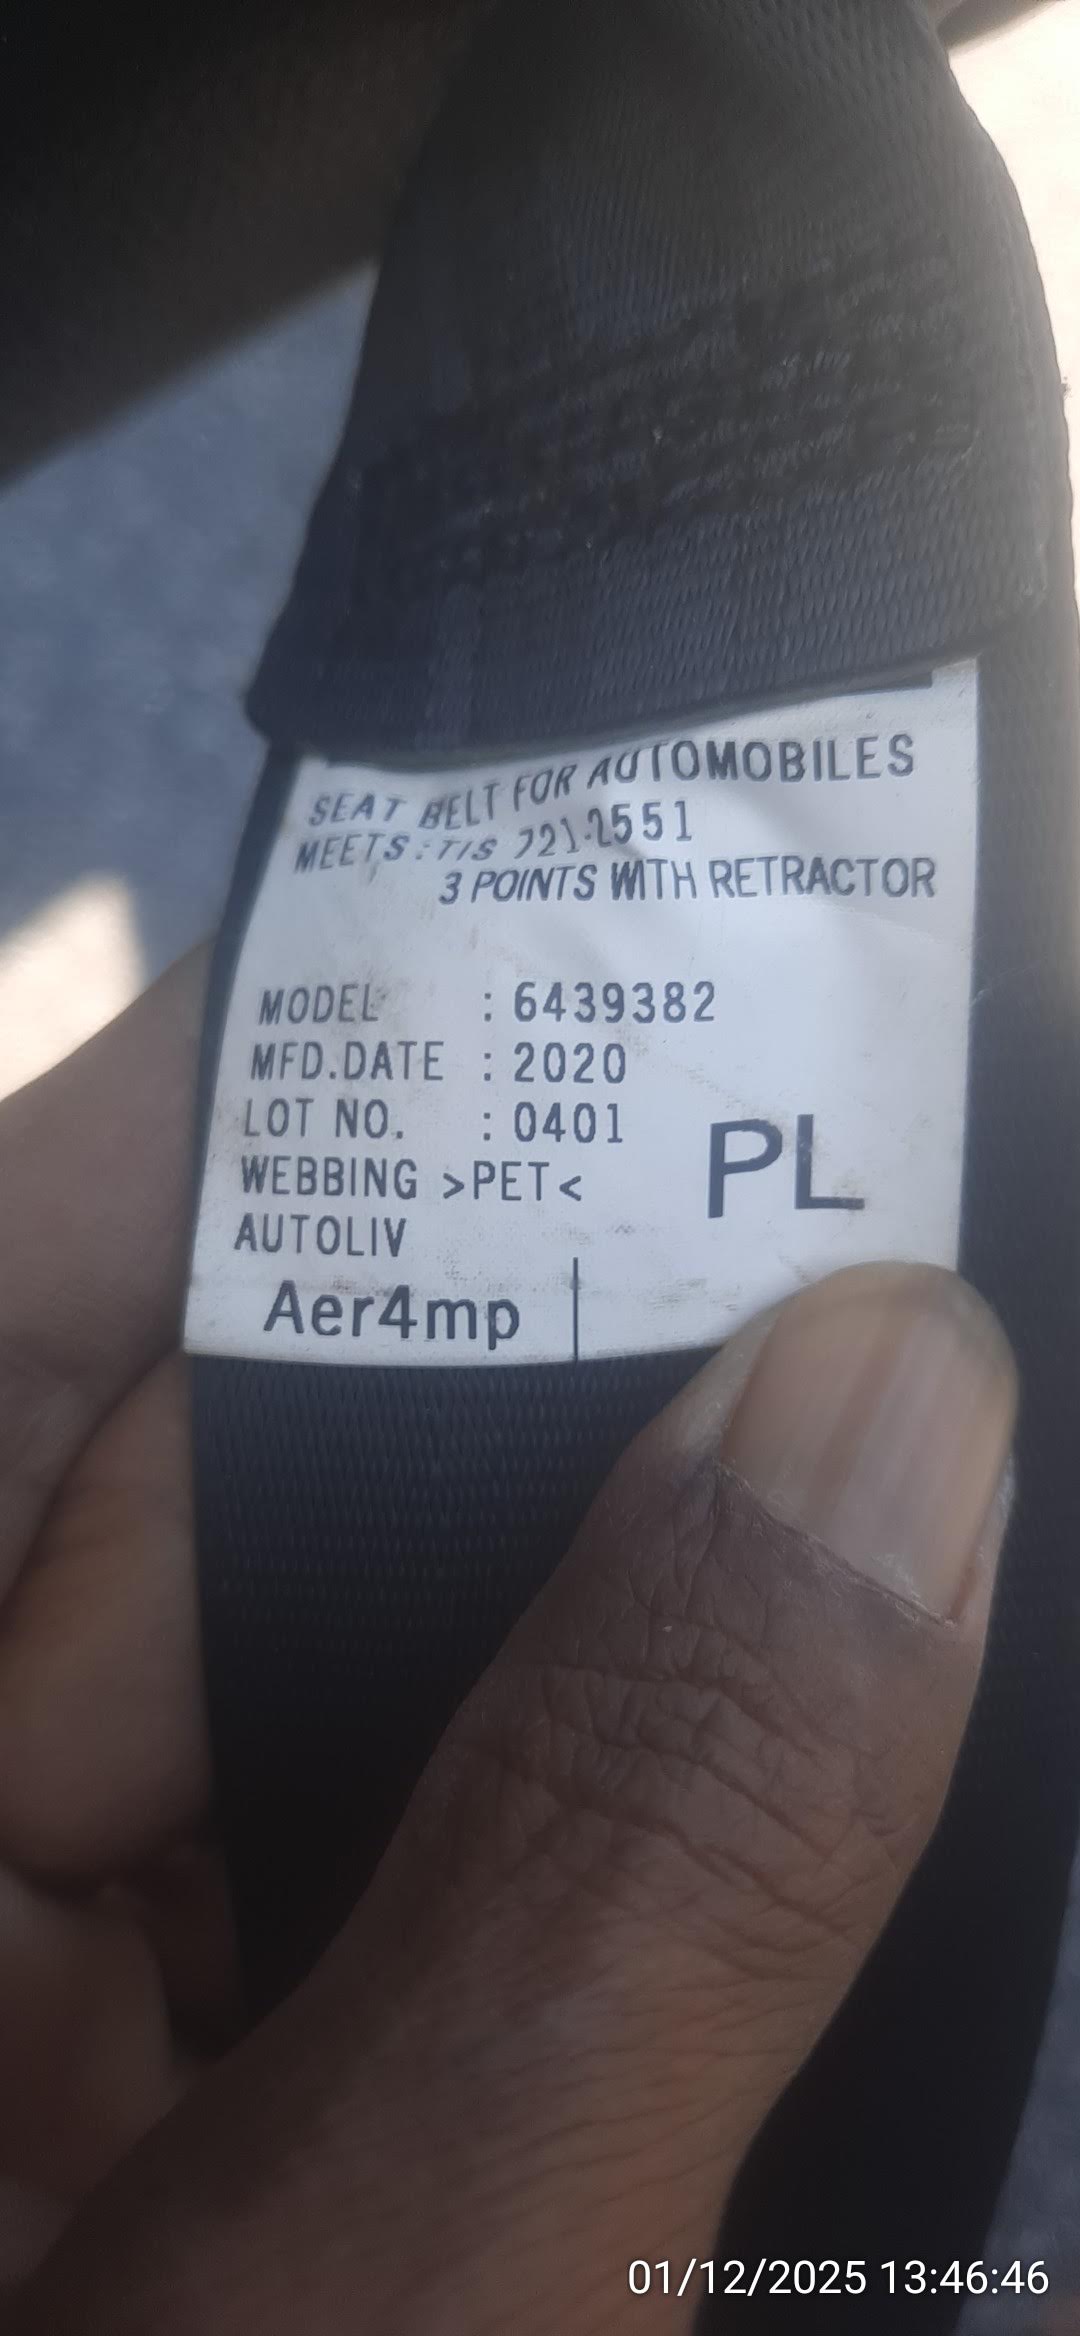 SEAT BELT FOR AUTOMOBILES
MEETS : TIS 721-2551
3 POINTS WITH RETRACTOR
MODEL : 6439382
MFD.DATE : 2020
LOT NO. : 0401
WEBBING >PET<
PL
AUTOLIV
Aer4mp
01/12/2025 13:46:46